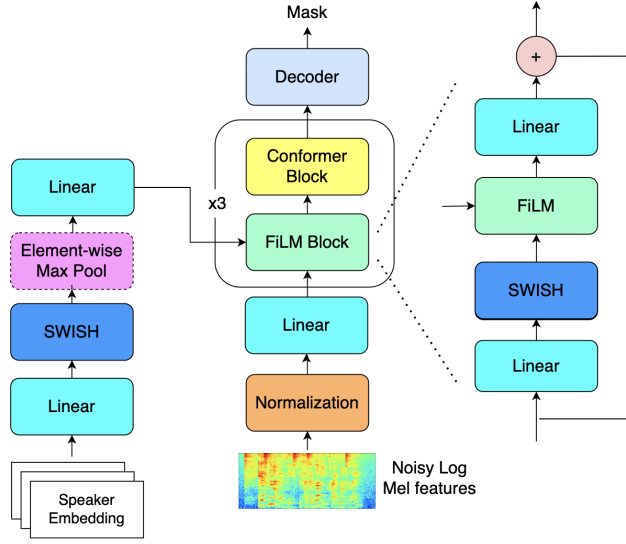 Mask
Decoder
Conformer
Block
x3
FiLM Block
Linear
Normalization
Noisy Log
Mel features
Linear
Element-wise
Max Pool
SWISH
Linear
Speaker
Embedding
+
Linear
FiLM
SWISH
Linear